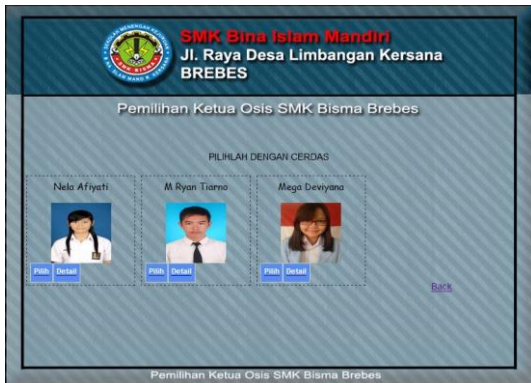 SMK Bina Islam Mandiri
Jl. Raya Desa Limbangan Kersana
BREBES
Pemilihan Ketua Osis SMK Bisma Brebes
PILIHLAH DENGAN CERDAS
Nela Afiyati
M Ryan Tiarno
Mega Deviyana
Pilih Detail
Pilih Detail
Pilih Detail
Back
Pemilihan Ketua Osis SMK Bisma Brebes